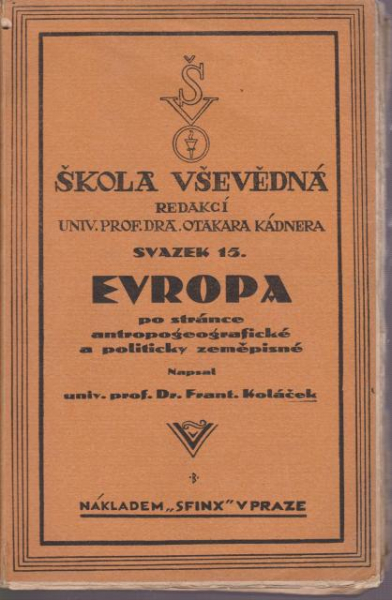 Š
V
ŠKOLA VŠEVĚDNÁ
REDAKCÍ
UNIV. PROF. DRA. OTAKARA KÁDNERA
SVAZEK 15.
EVROPA
po stránce
antropogeografické
a politicky zeměpisné
Napsal
univ. prof. Dr. Frant. Koláček
·B·
NÁKLADEM „SFINX" V PRAZE